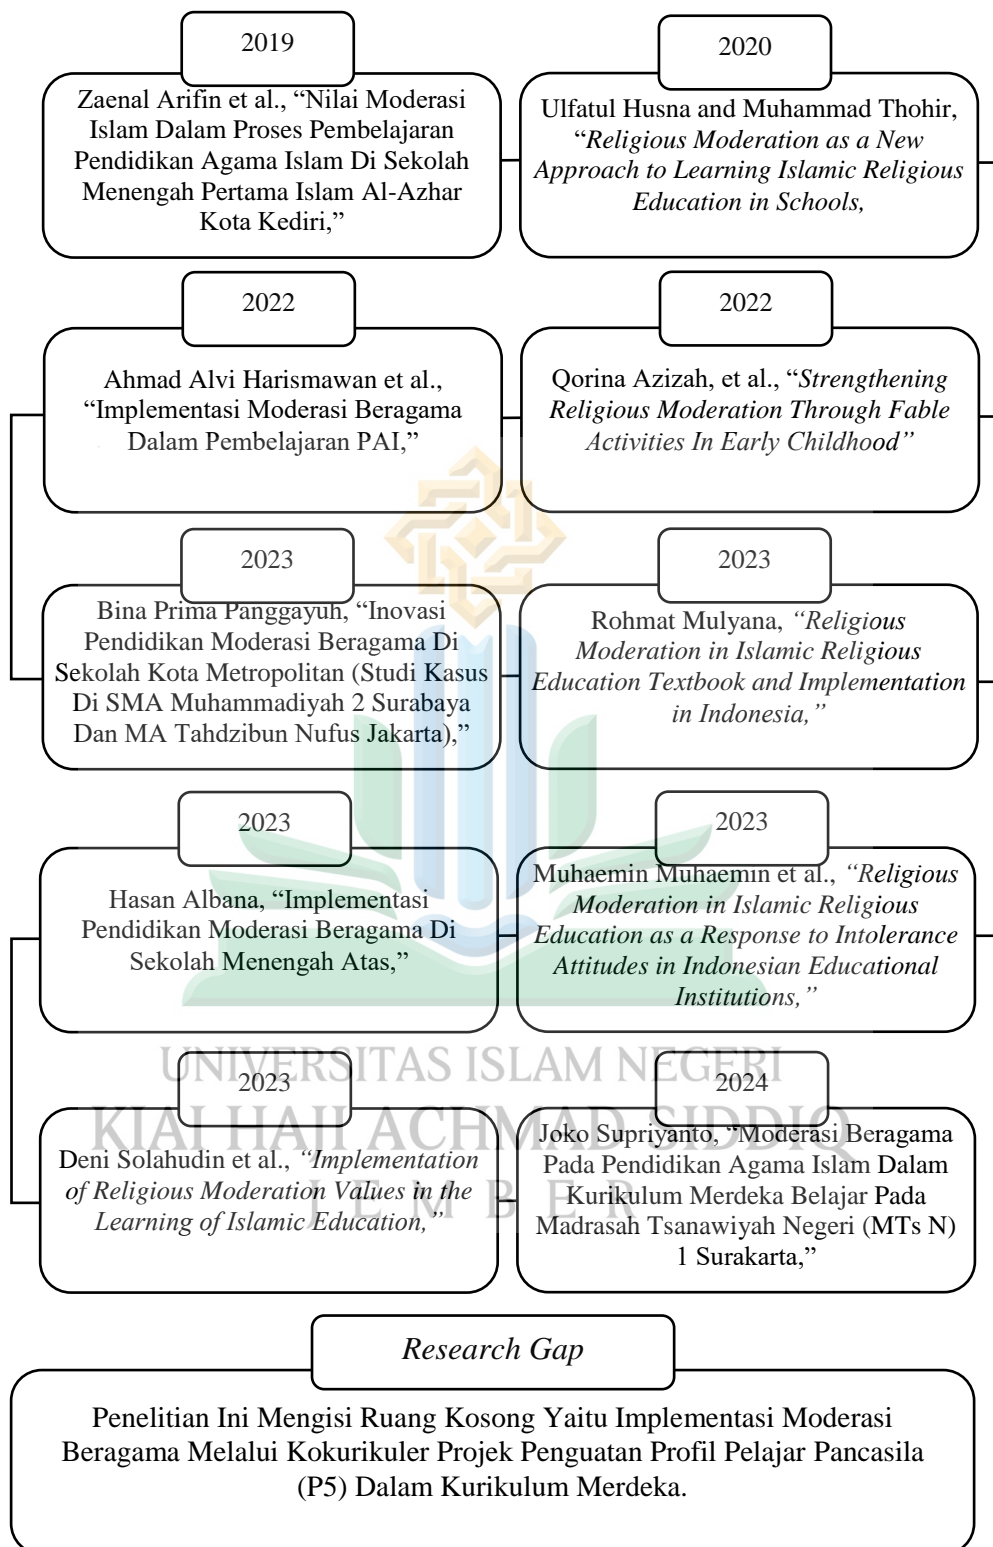 2019
Zaenal Arifin et al., “Nilai Moderasi
Islam Dalam Proses Pembelajaran
Pendidikan Agama Islam Di Sekolah
Menengah Pertama Islam Al-Azhar
Kota Kediri,”
2020
Ulfatul Husna and Muhammad Thohir,
“Religious Moderation as a New
Approach to Learning Islamic Religious
Education in Schools,
2022
Ahmad Alvi Harismawan et al.,
“Implementasi Moderasi Beragama
Dalam Pembelajaran PAI,”
2022
Qorina Azizah, et al., “Strengthening
Religious Moderation Through Fable
Activities In Early Childhood”
2023
Bina Prima Panggayuh, “Inovasi
Pendidikan Moderasi Beragama Di
Sekolah Kota Metropolitan (Studi Kasus
Di SMA Muhammadiyah 2 Surabaya
Dan MA Tahdzibun Nufus Jakarta),”
2023
Rohmat Mulyana, “Religious
Moderation in Islamic Religious
Education Textbook and Implementation
in Indonesia,”
2023
Hasan Albana, “Implementasi
Pendidikan Moderasi Beragama Di
Sekolah Menengah Atas,”
2023
Muhaemin Muhaemin et al., “Religious
Moderation in Islamic Religious
Education as a Response to Intolerance
Attitudes in Indonesian Educational
Institutions,”
2023
Deni Solahudin et al., “Implementation
of Religious Moderation Values in the
Learning of Islamic Education,”
2024
Joko Supriyanto, “Moderasi Beragama
Pada Pendidikan Agama Islam Dalam
Kurikulum Merdeka Belajar Pada
Madrasah Tsanawiyah Negeri (MTs N)
1 Surakarta,”
UNIVERSITAS ISLAM NEGERI
KIAI HAJI ACHMAD SIDDIQ
JEMBER
Research Gap
Penelitian Ini Mengisi Ruang Kosong Yaitu Implementasi Moderasi
Beragama Melalui Kokurikuler Projek Penguatan Profil Pelajar Pancasila
(P5) Dalam Kurikulum Merdeka.